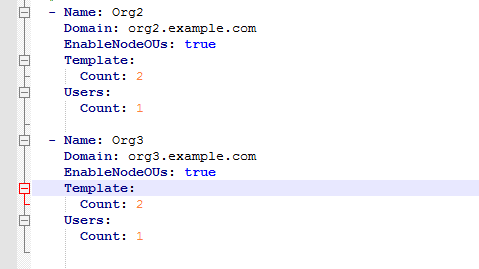 - Name: Org2
Domain: org2.example.com
EnableNodeOUs: true
Template:
Count: 2
Users:
Count: 1
- Name: Org3
Domain: org3.example.com
EnableNodeOUs: true
Template:
Count: 2
Users:
Count: 1